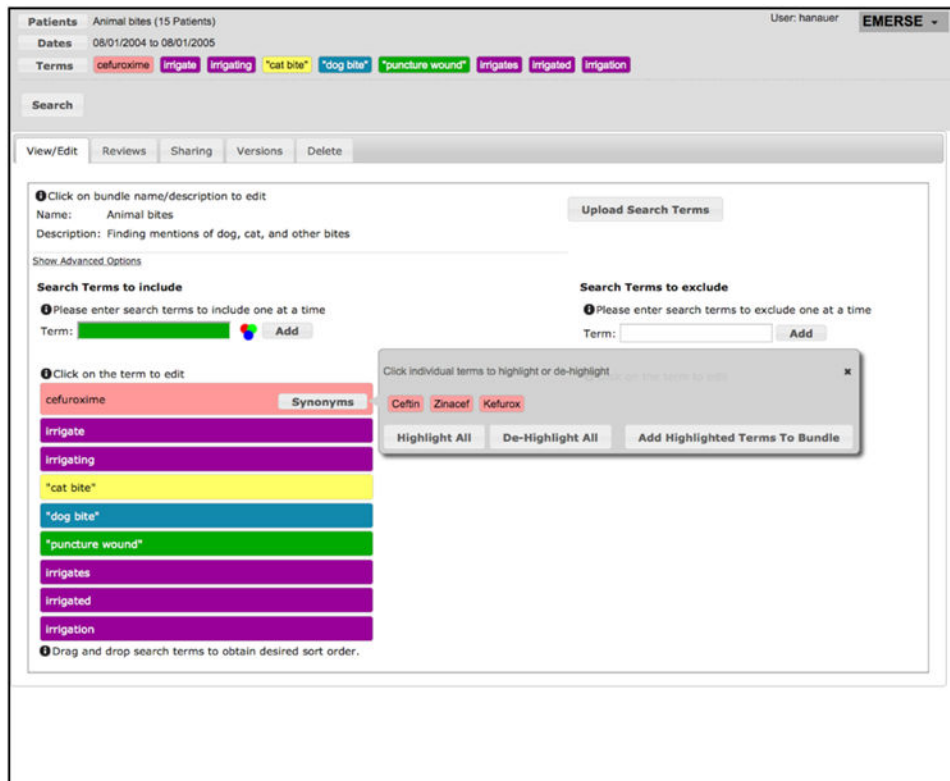 Patients Animal bites (15 Patients) User: hanauer EMERSE
Dates 08/01/2004 to 08/01/2005
Terms cefuroxime irrigate irrigating "cat bite" "dog bite" "puncture wound" irrigates irrigated irrigation
Search
View/Edit Reviews Sharing Versions Delete
Click on bundle name/description to edit
Upload Search Terms
Name: Animal bites
Description: Finding mentions of dog, cat, and other bites
Show Advanced Options
Search Terms to include Search Terms to exclude
Please enter search terms to include one at a time Please enter search terms to exclude one at a time
Term: Add Term: Add
Click on the term to edit Click individual terms to highlight or de-highlight Click on the term to edit
cefuroxime Synonyms Ceftin Zinacef Kefurox
irrigate Highlight All De-Highlight All Add Highlighted Terms To Bundle
irrigating
"cat bite"
"dog bite"
"puncture wound"
irrigates
irrigated
irrigation
Drag and drop search terms to obtain desired sort order.